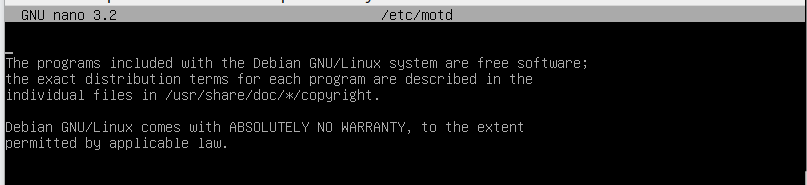 GNU nano 3.2 /etc/motd
The programs included with the Debian GNU/Linux system are free software;
the exact distribution terms for each program are described in the
individual files in /usr/share/doc/*/copyright.
Debian GNU/Linux comes with ABSOLUTELY NO WARRANTY, to the extent
permitted by applicable law.